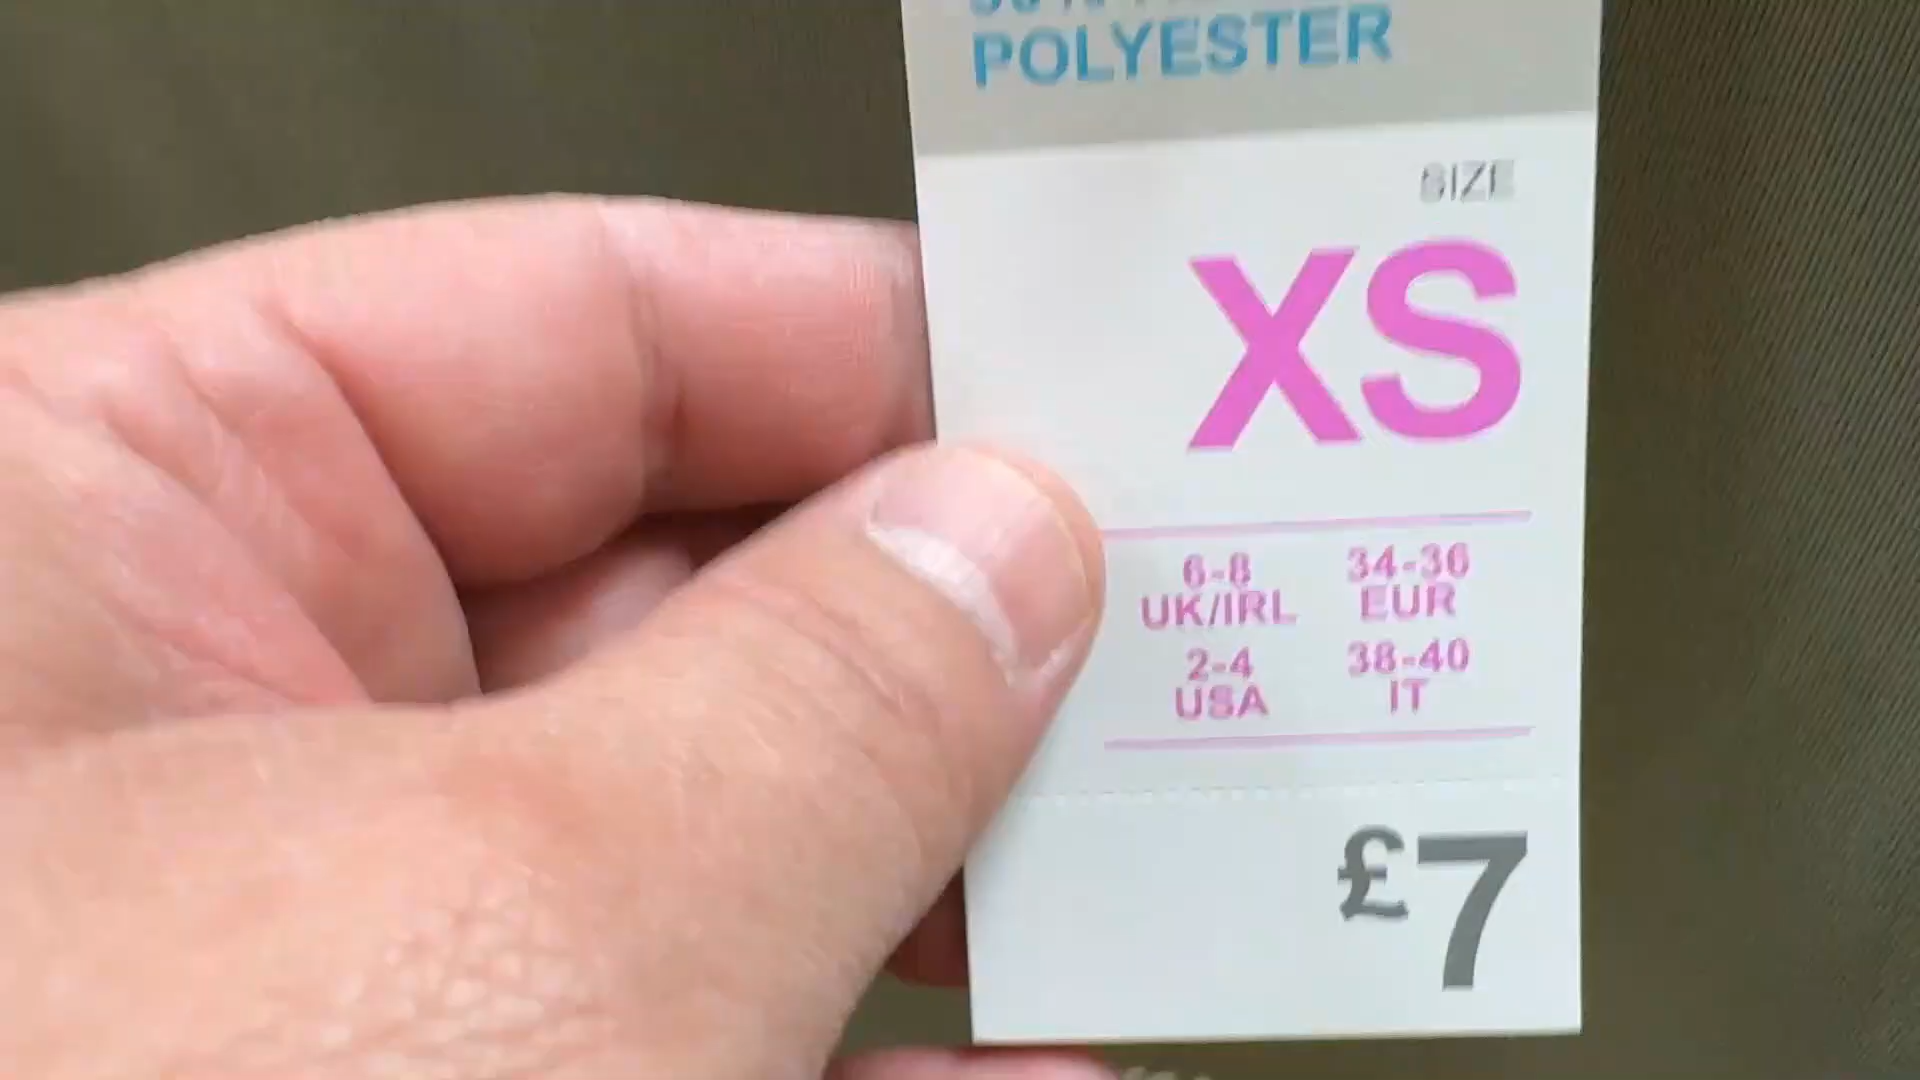 POLYESTER
SIZE
XS
6-8 34-36
UK/IRL EUR
2-4 38-40
USA IT
£7